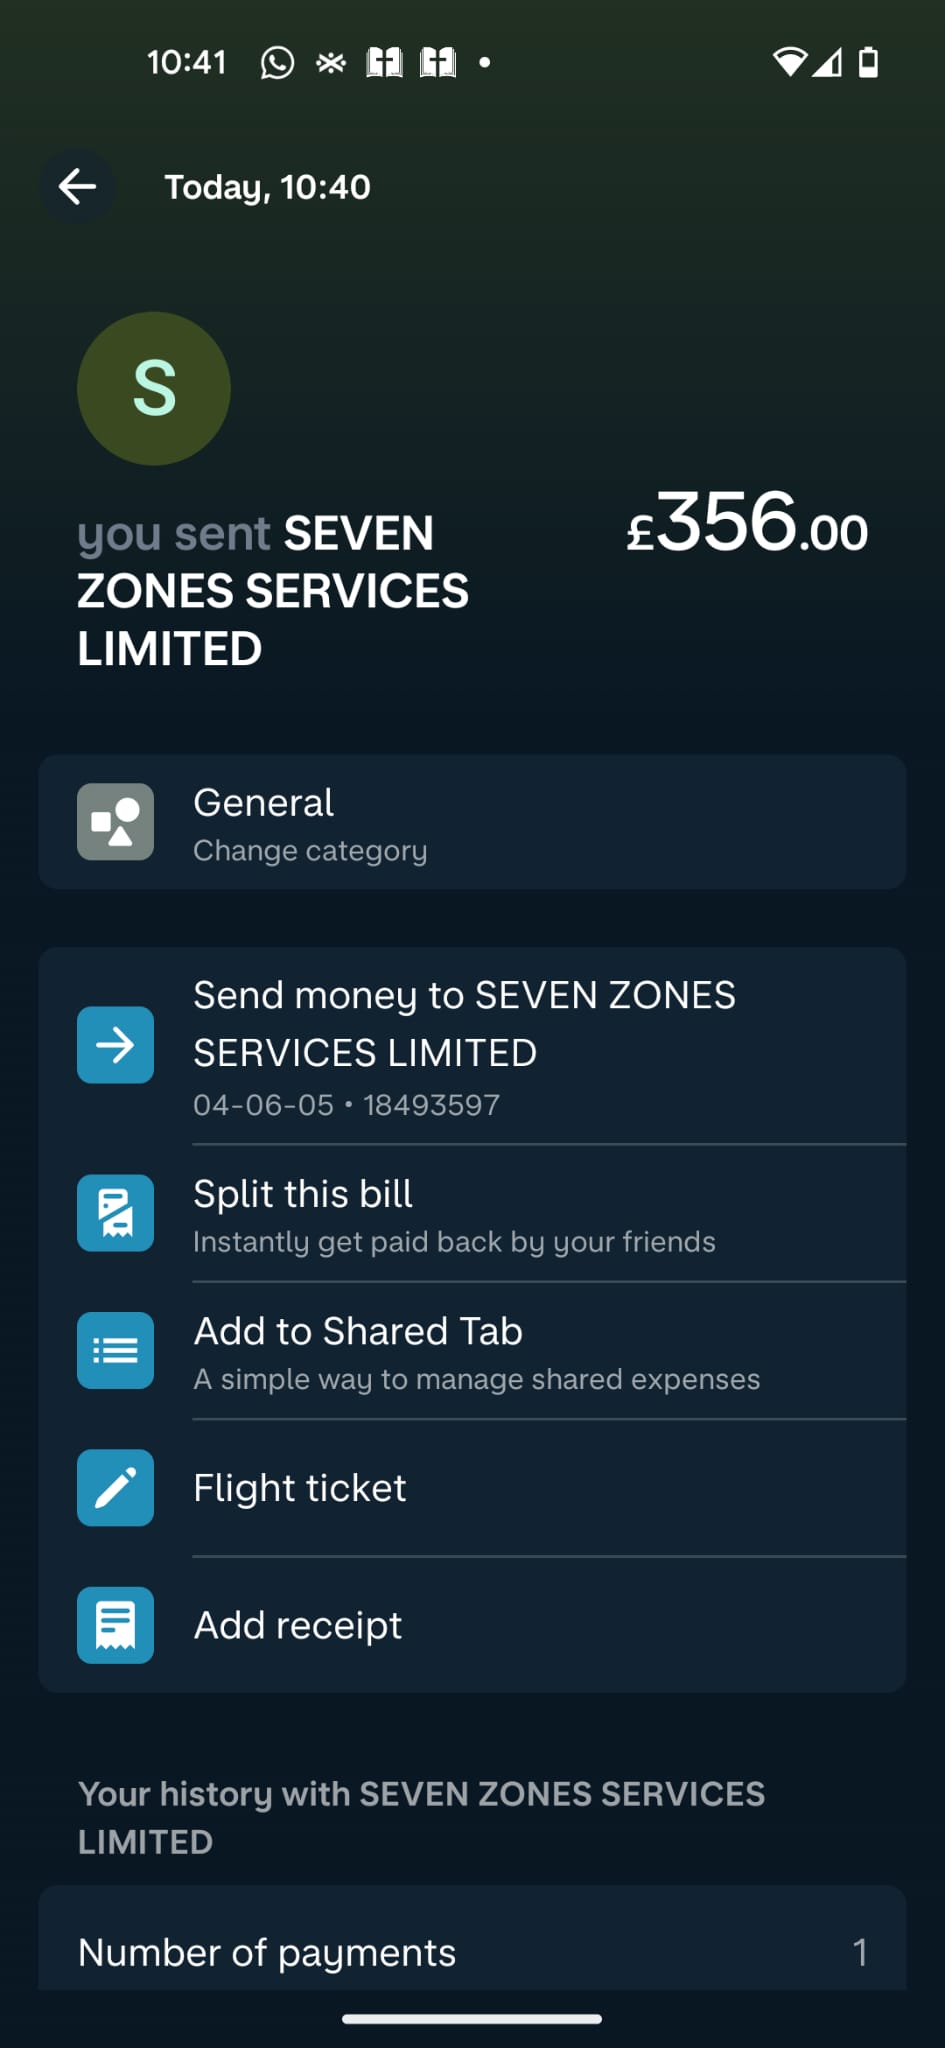 10:41
Today, 10:40
S
you sent SEVEN
ZONES SERVICES
LIMITED
£356.00
General
Change category
Send money to SEVEN ZONES
SERVICES LIMITED
04-06-05 • 18493597
Split this bill
Instantly get paid back by your friends
Add to Shared Tab
A simple way to manage shared expenses
Flight ticket
Add receipt
Your history with SEVEN ZONES SERVICES
LIMITED
Number of payments 1